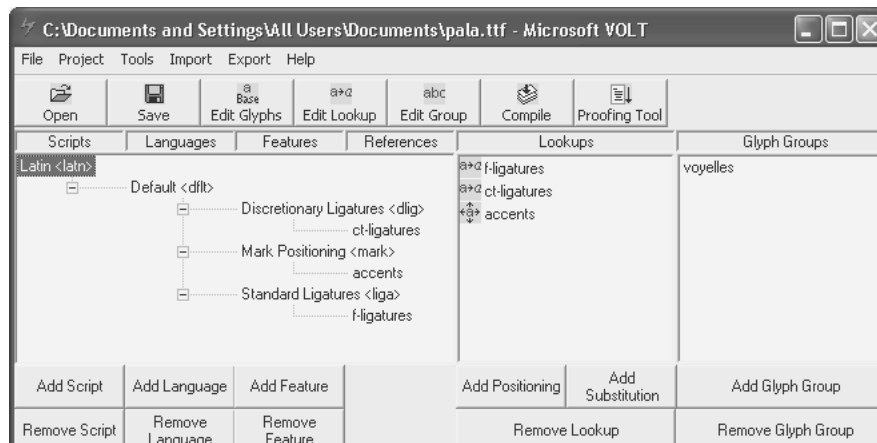 C:\Documents and Settings\All Users\Documents\pala.ttf - Microsoft VOLT
File Project Tools Import Export Help
a Base a→a abc
Open Save Edit Glyphs Edit Lookup Edit Group Compile Proofing Tool
Scripts Languages Features References Lookups Glyph Groups
Latin <latn>
Default <dflt>
Discretionary Ligatures <dlig>
ct-ligatures
Mark Positioning <mark>
accents
Standard Ligatures <liga>
f-ligatures
a→a f-ligatures
a→a ct-ligatures
a accents
voyelles
Add Script Add Language Add Feature Add Positioning Add Substitution Add Glyph Group
Remove Script Remove Language Remove Feature Remove Lookup Remove Glyph Group